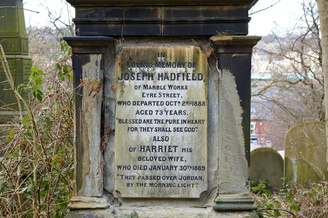 IN
LOVING MEMORY OF
JOSEPH HADFIELD,
OF MARBLE WORKS
EYRE STREET,
WHO DEPARTED OCTR 2ND 1888
AGED 73 YEARS.
"BLESSED ARE THE PURE IN HEART
FOR THEY SHALL SEE GOD."
ALSO
OF HARRIET HIS
BELOVED WIFE,
WHO DIED JANUARY 30TH 1889
"THEY PASSED OVER JORDAN,
BY THE MORNING LIGHT."